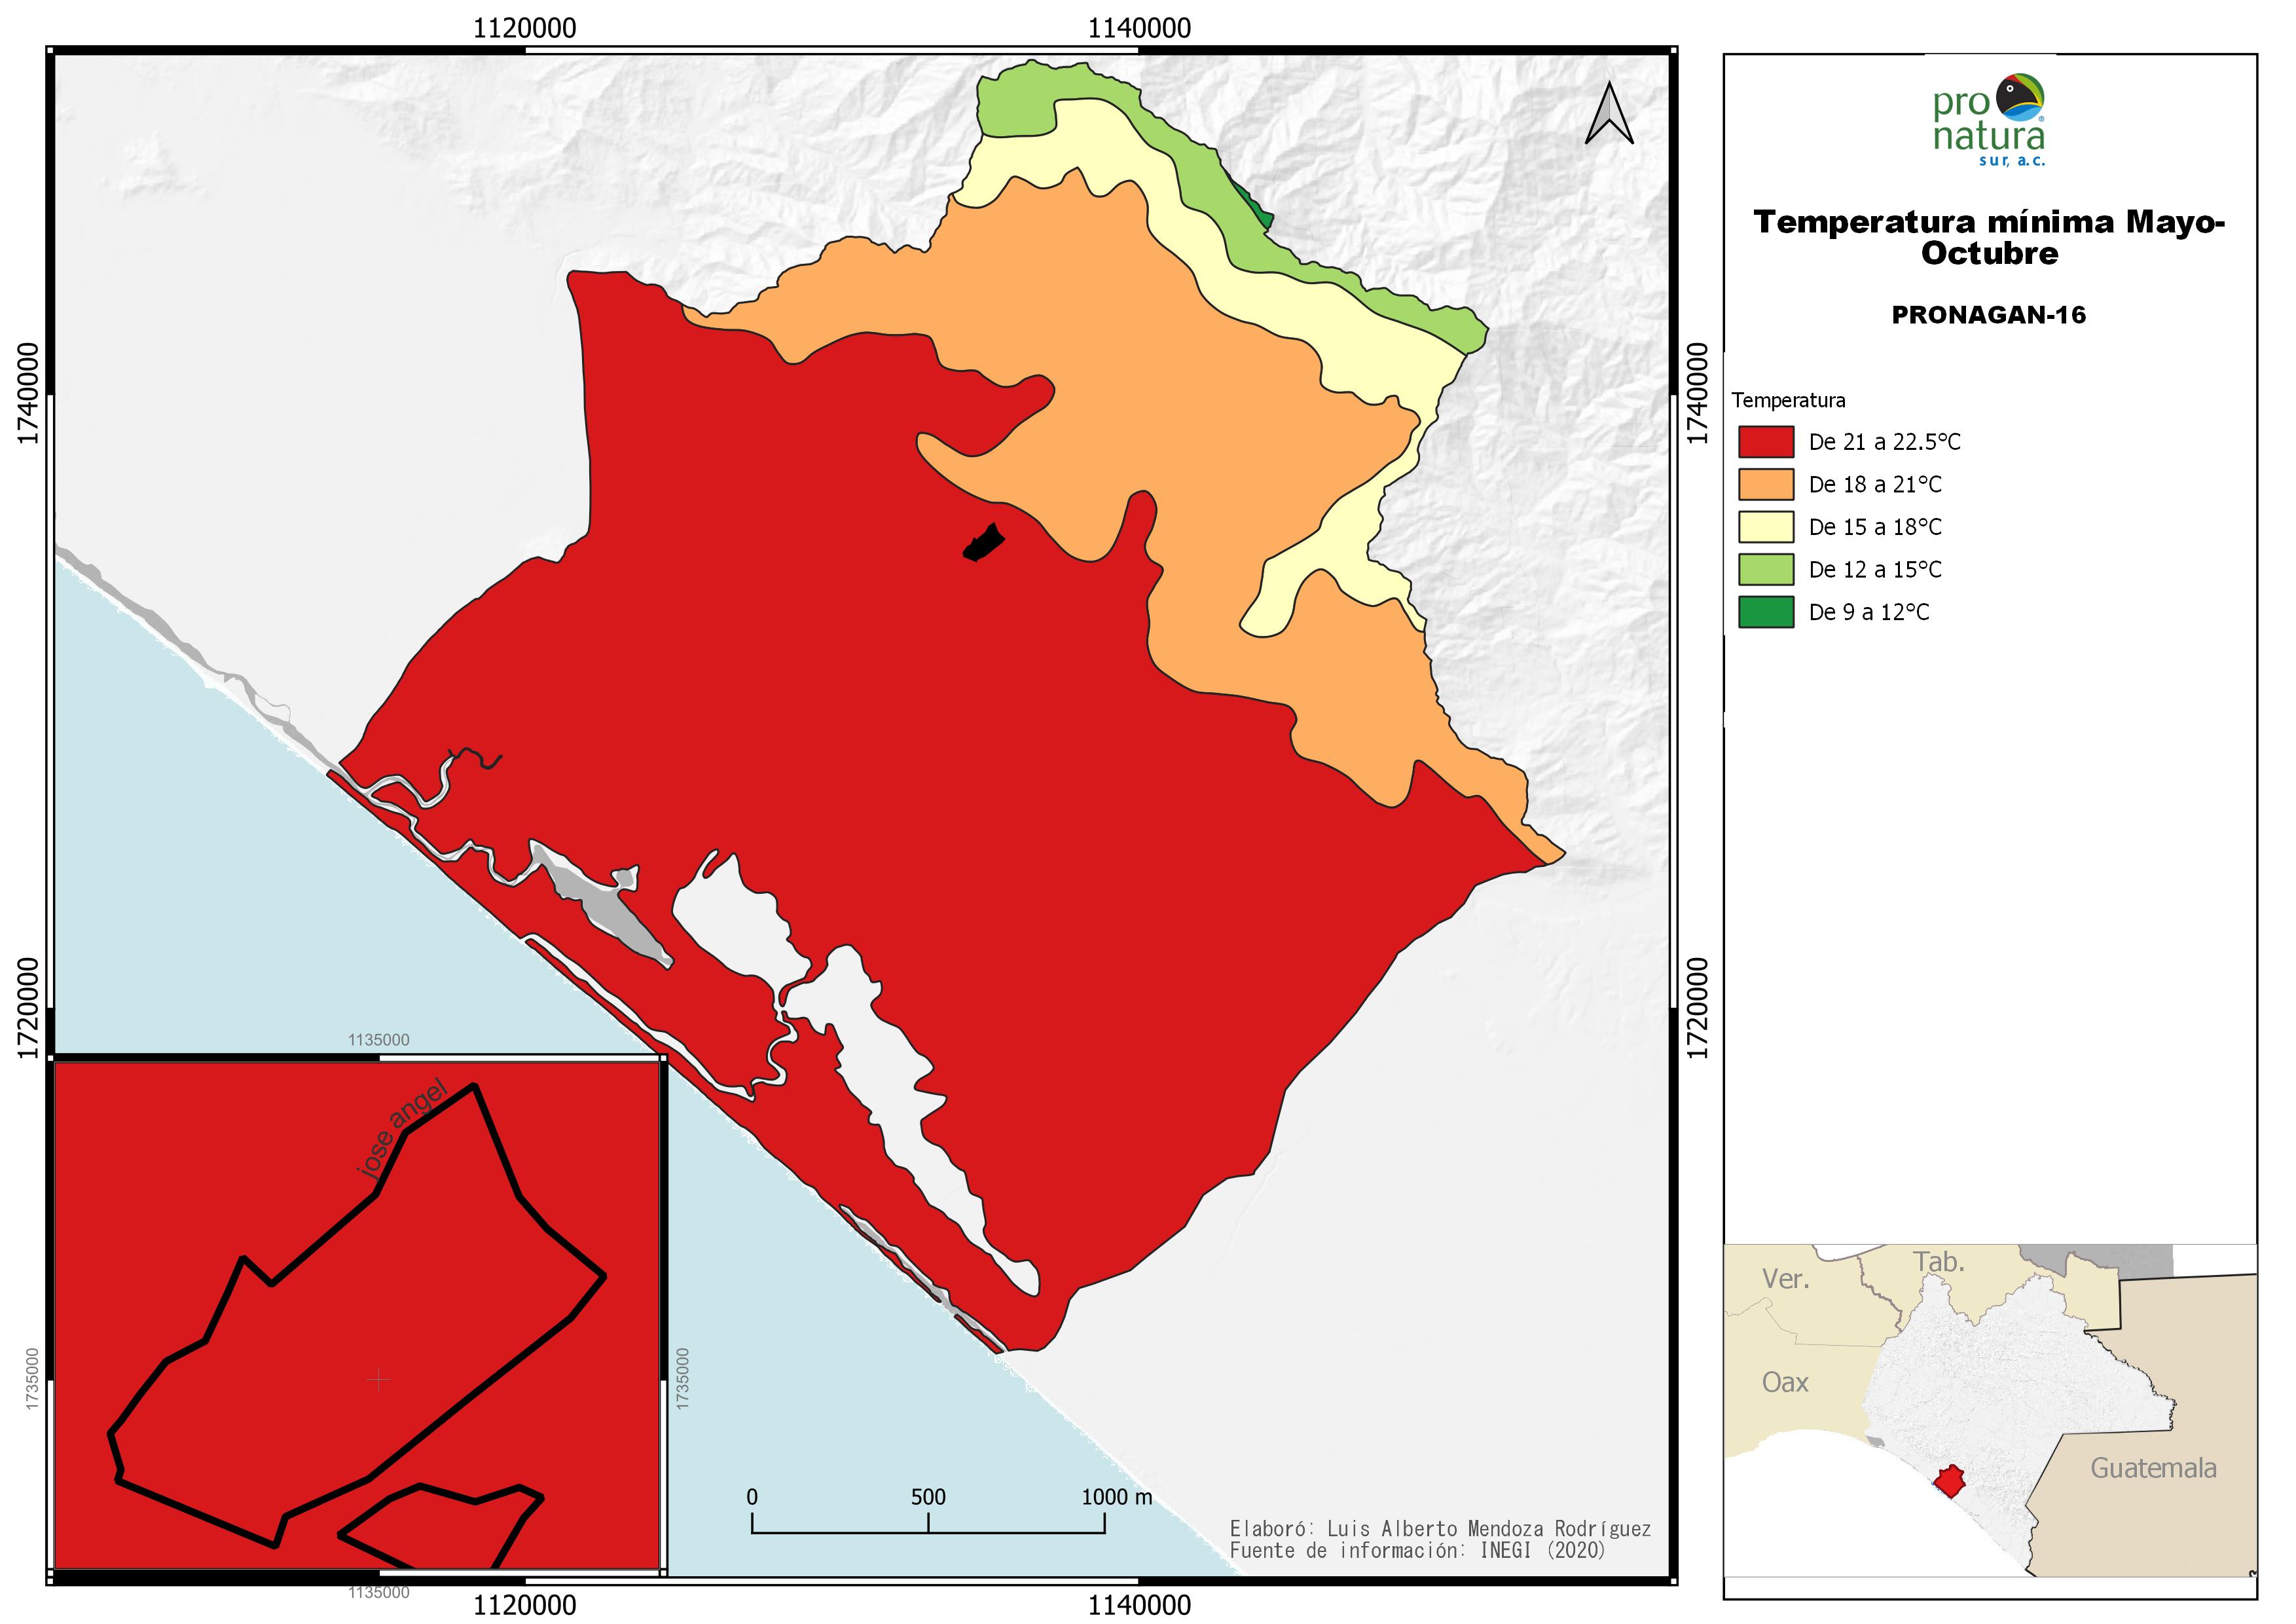 1120000
1140000
1740000
1740000
1720000
1720000
1120000
1140000
1135000
1735000
1735000
1135000
jose angel
0 500 1000 m
Elaboró: Luis Alberto Mendoza Rodríguez
Fuente de información: INEGI (2020)
pro
natura
sur, a.c.
Temperatura mínima Mayo-
Octubre
PRONAGAN-16
Temperatura
De 21 a 22.5°C
De 18 a 21°C
De 15 a 18°C
De 12 a 15°C
De 9 a 12°C
Ver.
Tab.
Oax
Guatemala